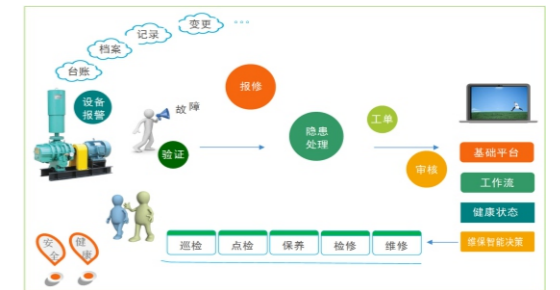 变更
记录
档案
台账
...
设备
报警
故障
报修
验证
隐患
处理
工单
审核
基础平台
工作流
健康状态
维保智能决策
安全
健康
巡检
点检
保养
检修
维修